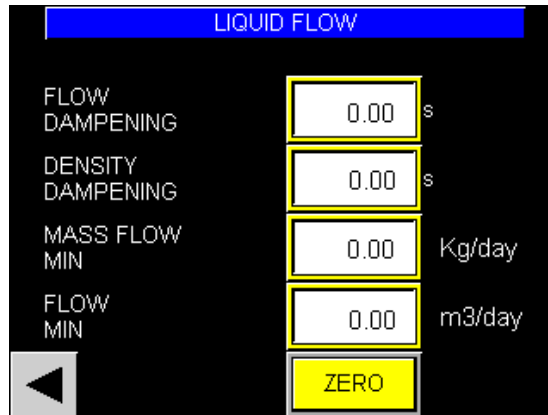 LIQUID FLOW
FLOW
DAMPENING
0.00 s
DENSITY
DAMPENING
0.00 s
MASS FLOW
MIN
0.00 Kg/day
FLOW
MIN
0.00 m3/day
ZERO